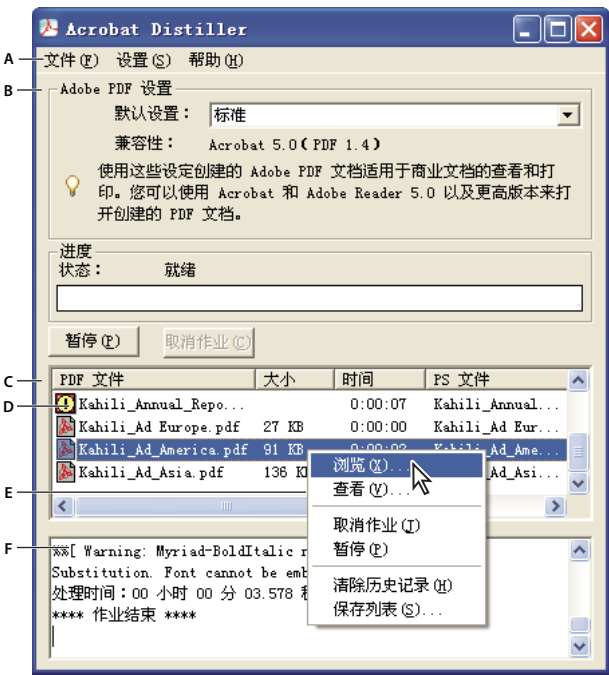 Acrobat Distiller
A
文件(F) 设置(S) 帮助(H)
B
Adobe PDF 设置
默认设置： 标准
兼容性： Acrobat 5.0(PDF 1.4)
使用这些设定创建的 Adobe PDF 文档适用于商业文档的查看和打
印。您可以使用 Acrobat 和 Adobe Reader 5.0 以及更高版本来打
开创建的 PDF 文档。
进度
状态： 就绪
暂停(P) 取消作业(C)
C
PDF 文件 大小 时间 PS 文件
D
Kahili_Annual_Repo... 0:00:07 Kahili_Annual...
Kahili_Ad Europe.pdf 27 KB 0:00:00 Kahili_Ad Eur...
Kahili_Ad_America.pdf 91 KB Kahili_Ad_Ame...
Kahili_Ad_Asia.pdf 136 _Ad_Asi...
E
浏览(X)...
查看(V)...
取消作业(J)
暂停(P)
清除历史记录(H)
保存列表(S)...
F
%%[ Warning: Myriad-BoldItalic
Substitution. Font cannot be
处理时间：00 小时 00 分 03.578
**** 作业结束 ****